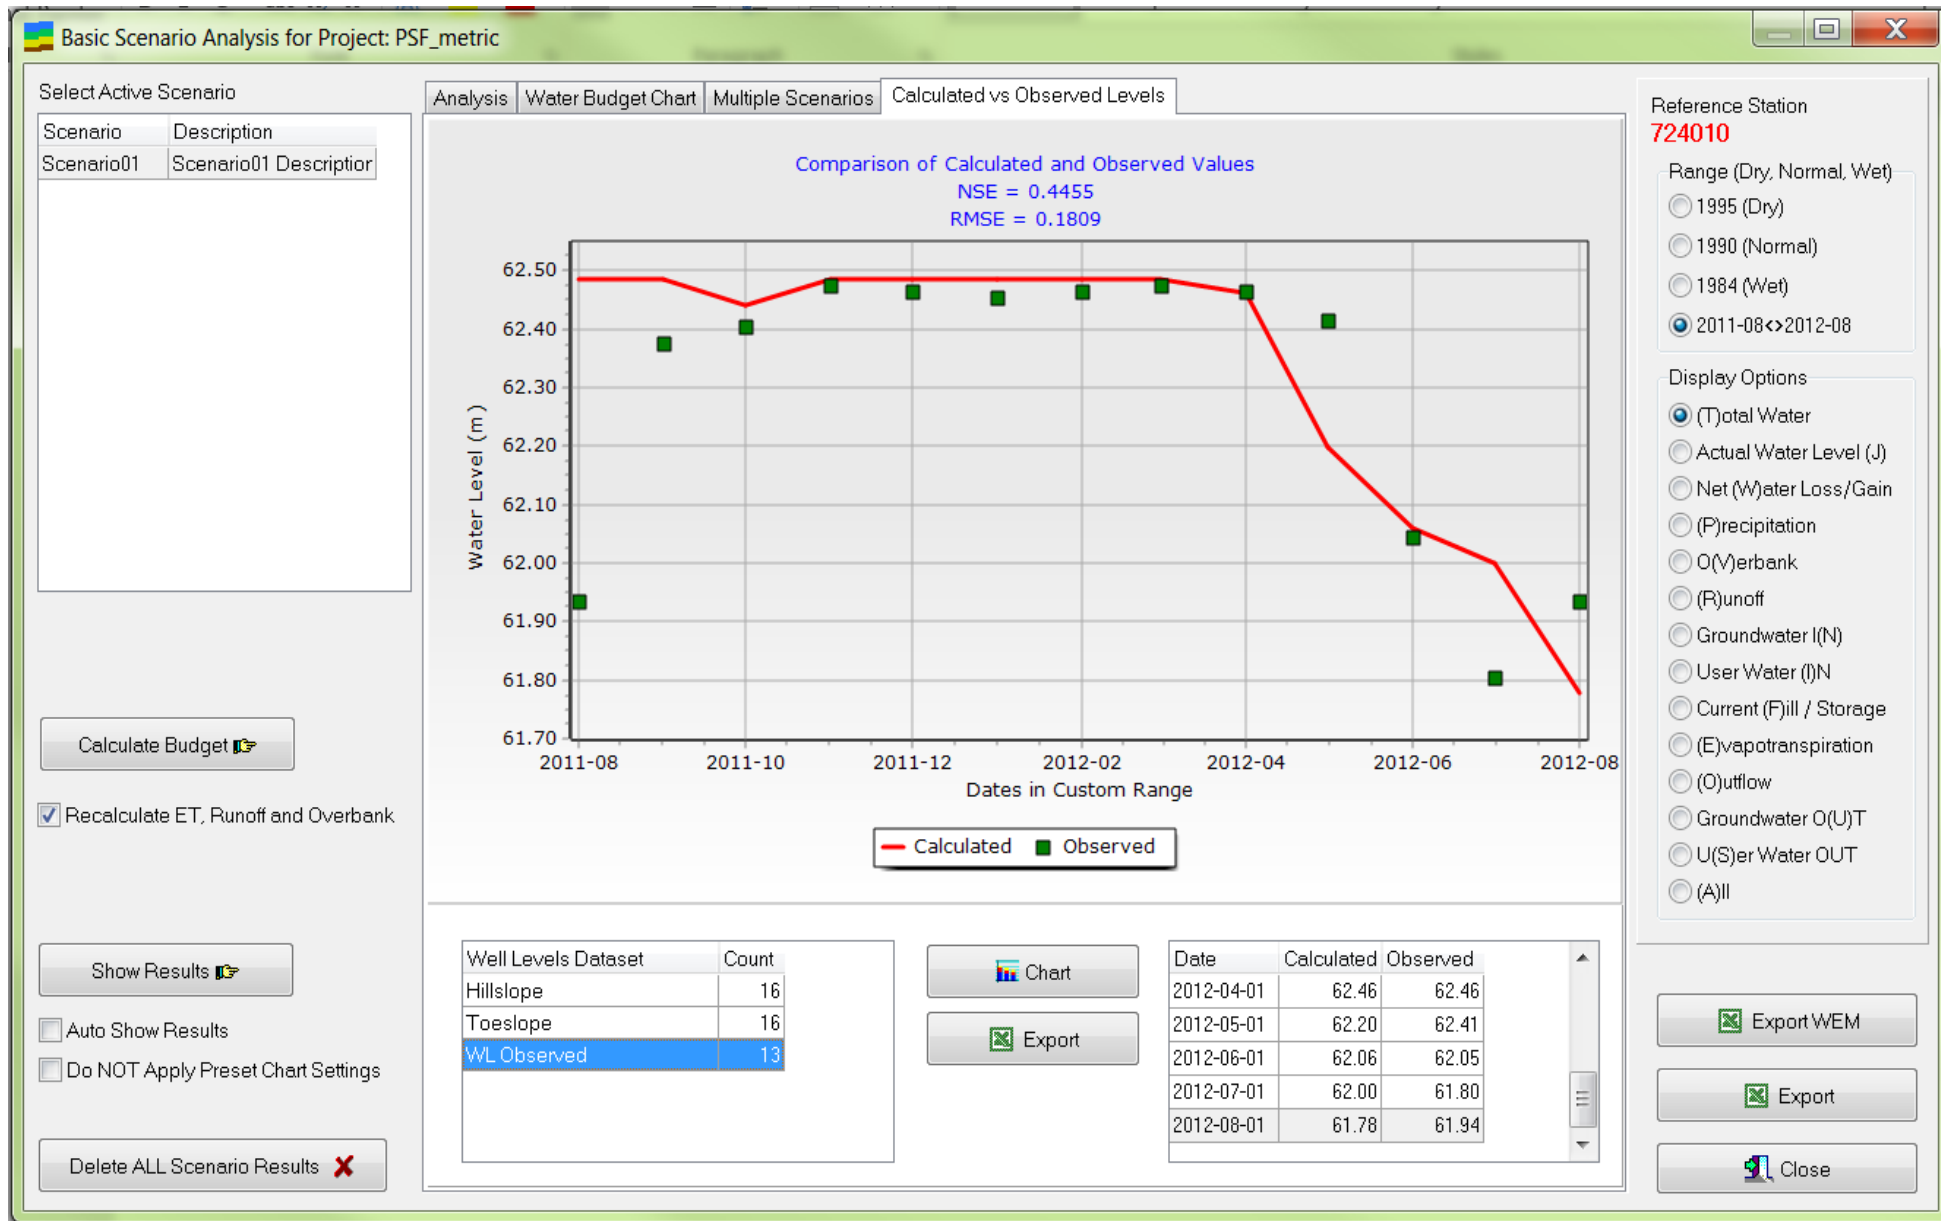 Basic Scenario Analysis for Project: PSF_metric
Select Active Scenario
Scenario Description
Scenario01 Scenario01 Descriptior
Calculate Budget
Recalculate ET, Runoff and Overbank
Show Results
Auto Show Results
Do NOT Apply Preset Chart Settings
Delete ALL Scenario Results
Analysis Water Budget Chart Multiple Scenarios Calculated vs Observed Levels
Comparison of Calculated and Observed Values
NSE = 0.4455
RMSE = 0.1809
Water Level (m)
62.50
62.40
62.30
62.20
62.10
62.00
61.90
61.80
61.70
2011-08 2011-10 2011-12 2012-02 2012-04 2012-06 2012-08
Dates in Custom Range
Calculated Observed
Well Levels Dataset Count
Hillslope 16
Toeslope 16
WL Observed 13
Chart
Export
Date Calculated Observed
2012-04-01 62.46 62.46
2012-05-01 62.20 62.41
2012-06-01 62.06 62.05
2012-07-01 62.00 61.80
2012-08-01 61.78 61.94
Reference Station
724010
Range (Dry, Normal, Wet)
1995 (Dry)
1990 (Normal)
1984 (Wet)
2011-08<>2012-08
Display Options
(T)otal Water
Actual Water Level (J)
Net (W)ater Loss/Gain
(P)recipitation
O(V)erbank
(R)unoff
Groundwater I(N)
User Water (I)N
Current (F)ill / Storage
(E)vapotranspiration
(O)utflow
Groundwater O(U)T
U(S)er Water OUT
(A)ll
Export WEM
Export
Close